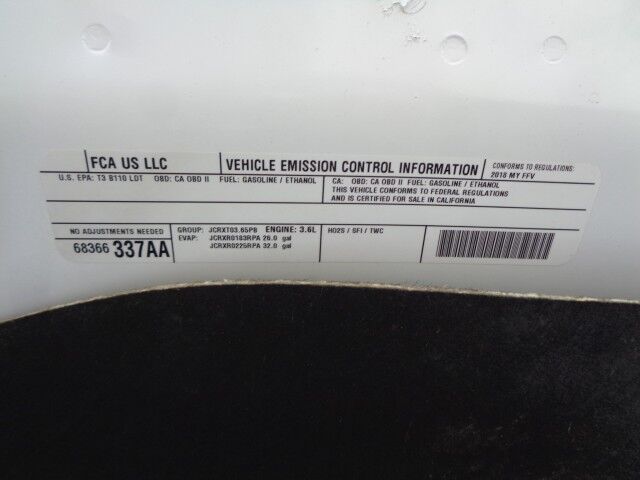 FCA US LLC
VEHICLE EMISSION CONTROL INFORMATION
CONFORMS TO REGULATIONS:
2018 MY FFV
U.S. EPA: T3 B110 LDT OBD: CA OBD II FUEL: GASOLINE / ETHANOL
CA: OBD: CA OBD II FUEL: GASOLINE / ETHANOL
THIS VEHICLE CONFORMS TO FEDERAL REGULATIONS
AND IS CERTIFIED FOR SALE IN CALIFORNIA
NO ADJUSTMENTS NEEDED
68366 337AA
GROUP: JCRXT03.65PB ENGINE: 3.6L
EVAP: JCRXR0183RPA 26.0 gal
JCRXR0225RPA 32.0 gal
HO2S / SFI / TWC